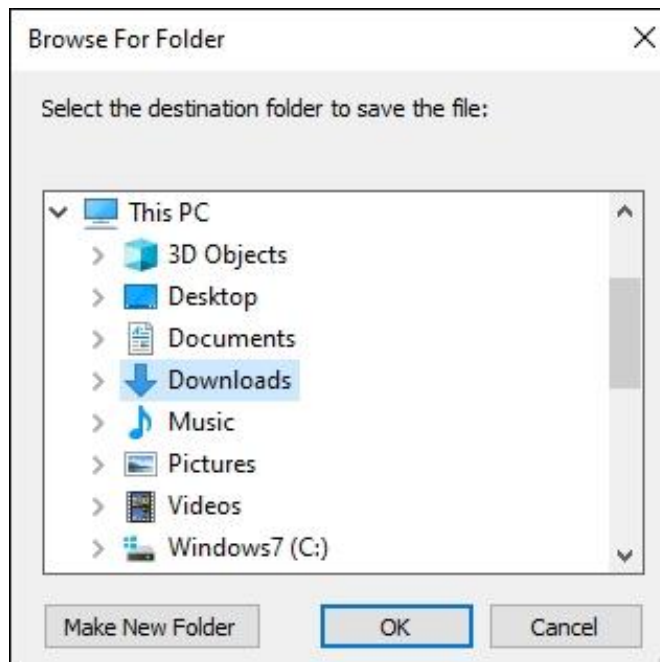 Browse For Folder
Select the destination folder to save the file:
This PC
3D Objects
Desktop
Documents
Downloads
Music
Pictures
Videos
Windows7 (C:)
Make New Folder OK Cancel